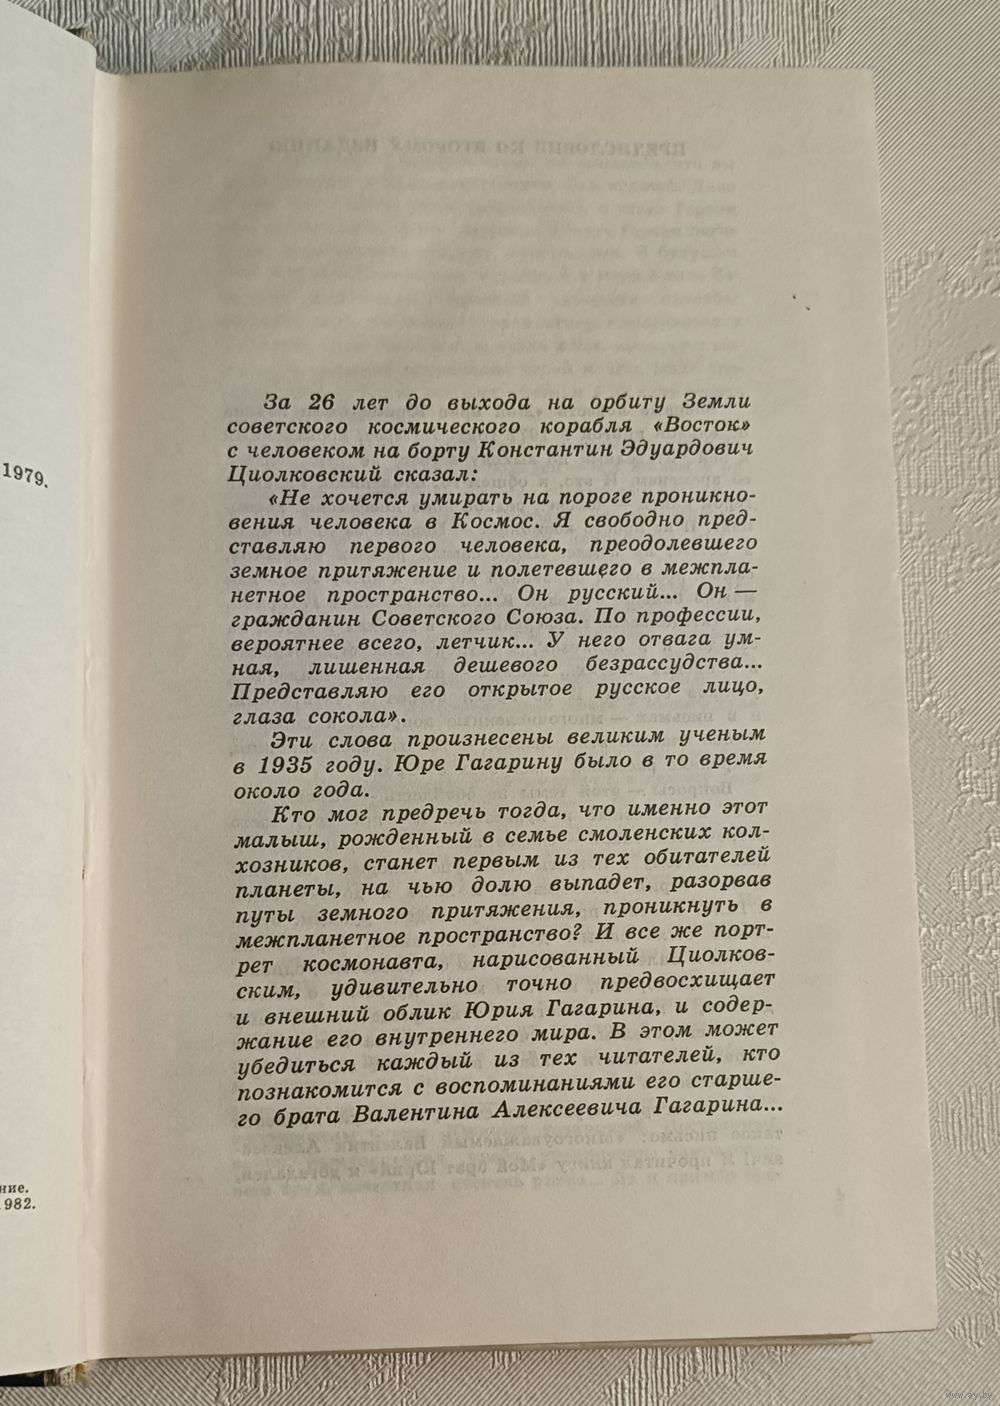 1979.
ние.
1982.
За 26 лет до выхода на орбиту Земли
советского космического корабля «Восток»
с человеком на борту Константин Эдуардович
Циолковский сказал:
«Не хочется умирать на пороге проникно-
вения человека в Космос. Я свободно пред-
ставляю первого человека, преодолевшего
земное притяжение и полетевшего в межпла-
нетное пространство... Он русский... Он —
гражданин Советского Союза. По профессии,
вероятнее всего, летчик... У него отвага ум-
ная, лишенная дешевого безрассудства...
Представляю его открытое русское лицо,
глаза сокола».
Эти слова произнесены великим ученым
в 1935 году. Юре Гагарину было в то время
около года.
Кто мог предречь тогда, что именно этот
малыш, рожденный в семье смоленских кол-
хозников, станет первым из тех обитателей
планеты, на чью долю выпадет, разорвав
путы земного притяжения, проникнуть в
межпланетное пространство? И все же порт-
рет космонавта, нарисованный Циолков-
ским, удивительно точно предвосхищает
и внешний облик Юрия Гагарина, и содер-
жание его внутреннего мира. В этом может
убедиться каждый из тех читателей, кто
познакомится с воспоминаниями его старше-
го брата Валентина Алексеевича Гагарина...
www.ay.by